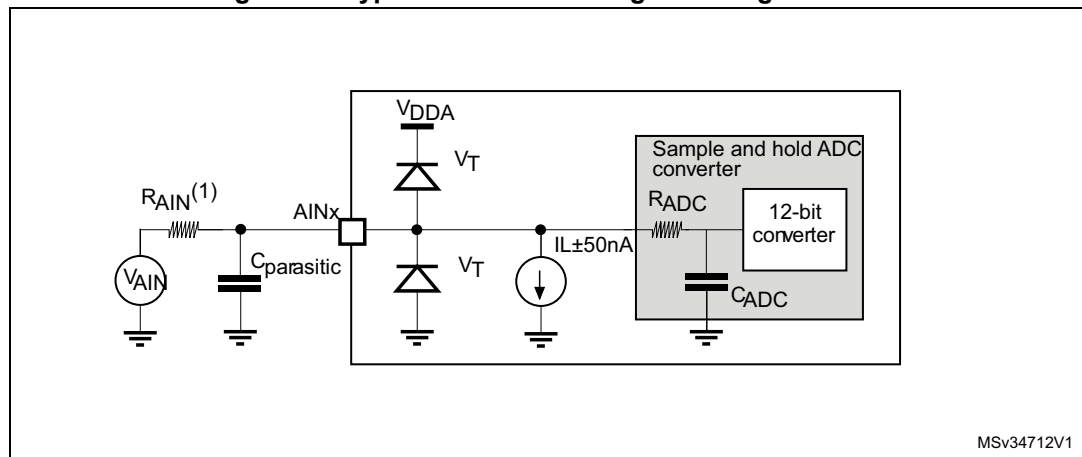 VDDA
Sample and hold ADC
converter
VT
RAIN(1)
AINx
RADC
12-bit
converter
IL±50nA
VAIN
Cparasitic
VT
CADC
MSv34712V1